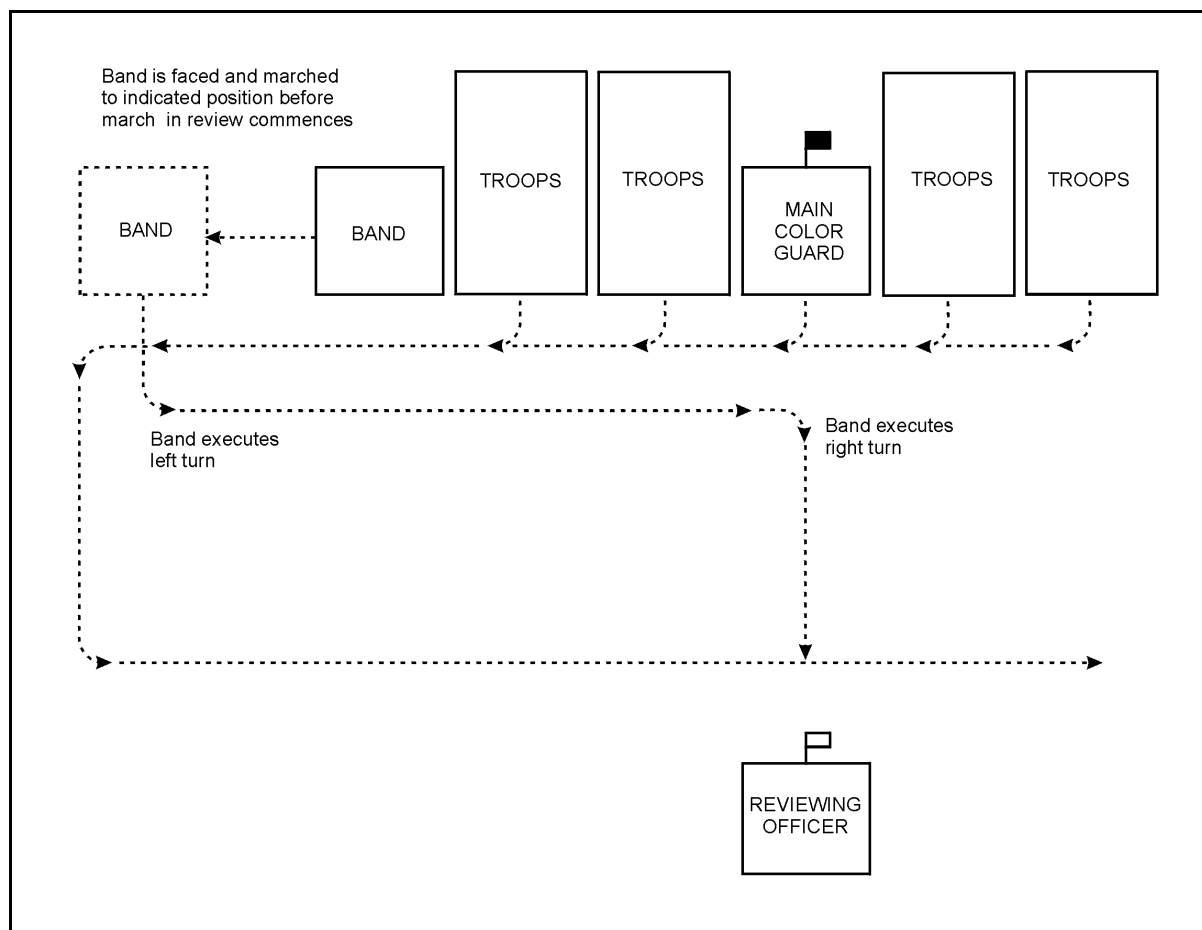 Band is faced and marched
to indicated position before
march in review commences
BAND
BAND
TROOPS
TROOPS
MAIN
COLOR
GUARD
TROOPS
TROOPS
Band executes
left turn
Band executes
right turn
REVIEWING
OFFICER